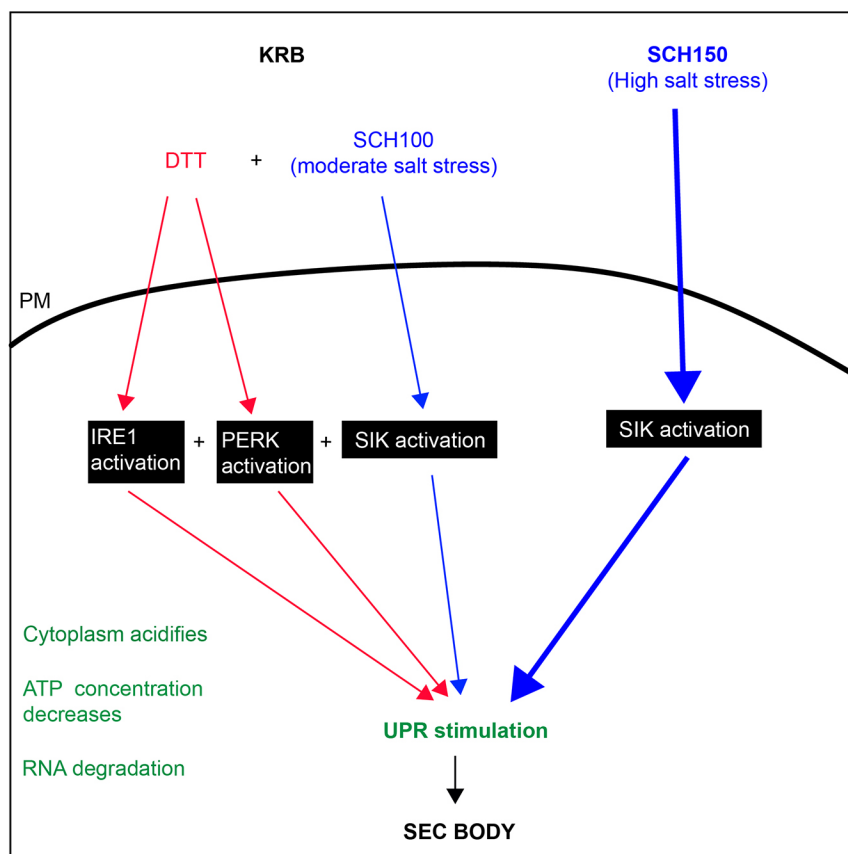 KRB
SCH150
(High salt stress)
DTT
+
SCH100
(moderate salt stress)
PM
IRE1
activation
+
PERK
activation
+
SIK activation
SIK activation
Cytoplasm acidifies
ATP concentration
decreases
RNA degradation
UPR stimulation
SEC BODY